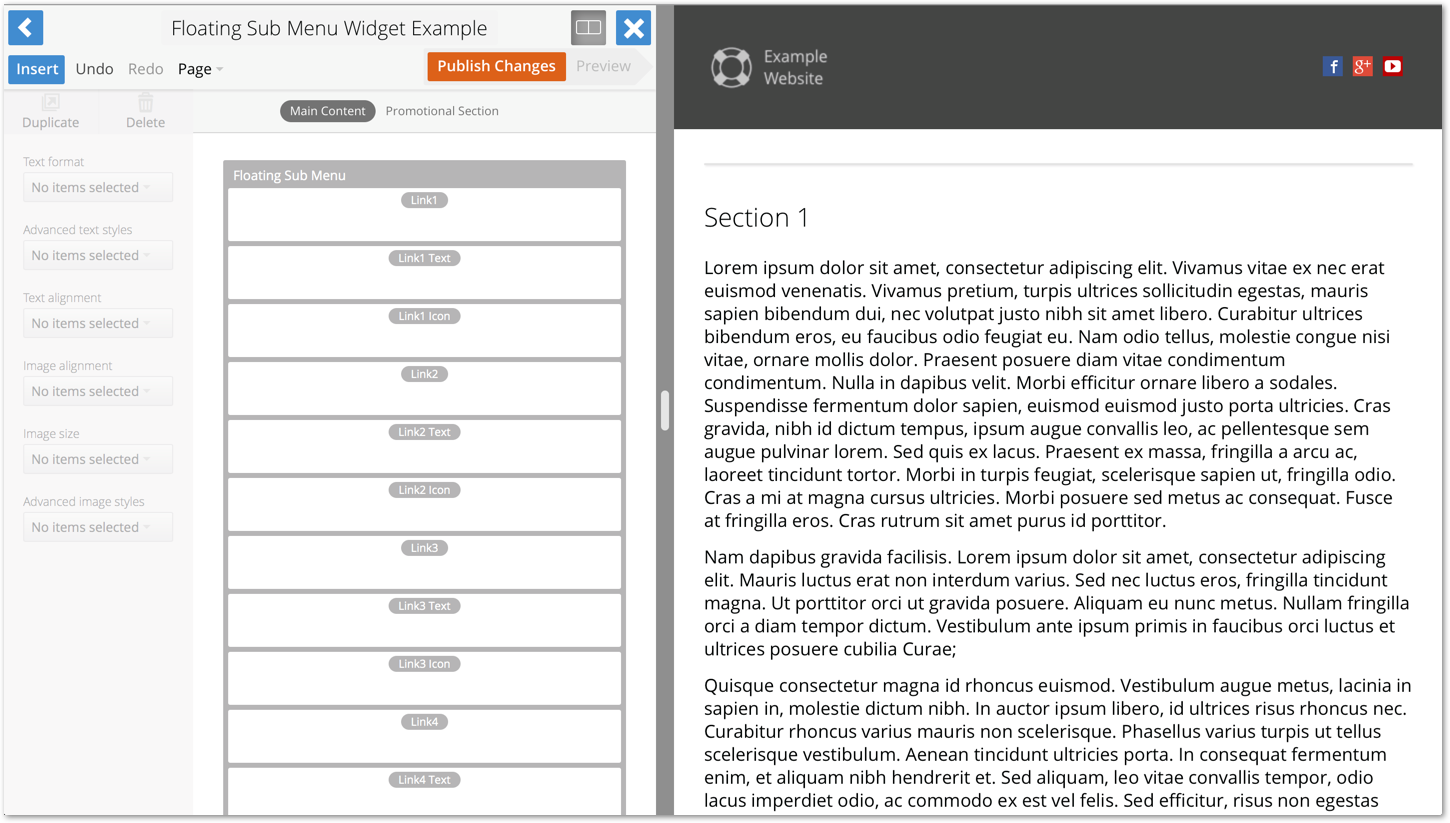 Floating Sub Menu Widget Example
Insert
Undo
Redo
Page
Publish Changes
Preview
Duplicate
Delete
Main Content
Promotional Section
Text format
No items selected
Advanced text styles
No items selected
Text alignment
No items selected
Image alignment
No items selected
Image size
No items selected
Advanced image styles
No items selected
Floating Sub Menu
Link1
Link1 Text
Link1 Icon
Link2
Link2 Text
Link2 Icon
Link3
Link3 Text
Link3 Icon
Link4
Link4 Text
Example
Website
f
g+
Section 1
Lorem ipsum dolor sit amet, consectetur adipiscing elit. Vivamus vitae ex nec erat
euismod venenatis. Vivamus pretium, turpis ultrices sollicitudin egestas, mauris
sapien bibendum dui, nec volutpat justo nibh sit amet libero. Curabitur ultrices
bibendum eros, eu faucibus odio feugiat eu. Nam odio tellus, molestie congue nisi
vitae, ornare mollis dolor. Praesent posuere diam vitae condimentum
condimentum. Nulla in dapibus velit. Morbi efficitur ornare libero a sodales.
Suspendisse fermentum dolor sapien, euismod euismod justo porta ultricies. Cras
gravida, nibh id dictum tempus, ipsum augue convallis leo, ac pellentesque sem
augue pulvinar lorem. Sed quis ex lacus. Praesent ex massa, fringilla a arcu ac,
laoreet tincidunt tortor. Morbi in turpis feugiat, scelerisque sapien ut, fringilla odio.
Cras a mi at magna cursus ultricies. Morbi posuere sed metus ac consequat. Fusce
at fringilla eros. Cras rutrum sit amet purus id porttitor.
Nam dapibus gravida facilisis. Lorem ipsum dolor sit amet, consectetur adipiscing
elit. Mauris luctus erat non interdum varius. Sed nec luctus eros, fringilla tincidunt
magna. Ut porttitor orci ut gravida posuere. Aliquam eu nunc metus. Nullam fringilla
orci a diam tempor dictum. Vestibulum ante ipsum primis in faucibus orci luctus et
ultrices posuere cubilia Curae;
Quisque consectetur magna id rhoncus euismod. Vestibulum augue metus, lacinia in
sapien in, molestie dictum nibh. In auctor ipsum libero, id ultrices risus rhoncus nec.
Curabitur rhoncus varius mauris non scelerisque. Phasellus varius turpis ut tellus
scelerisque vestibulum. Aenean tincidunt ultricies porta. In consequat fermentum
enim, et aliquam nibh hendrerit et. Sed aliquam, leo vitae convallis tempor, odio
lacus imperdiet odio, ac commodo ex est vel felis. Sed efficitur, risus non egestas